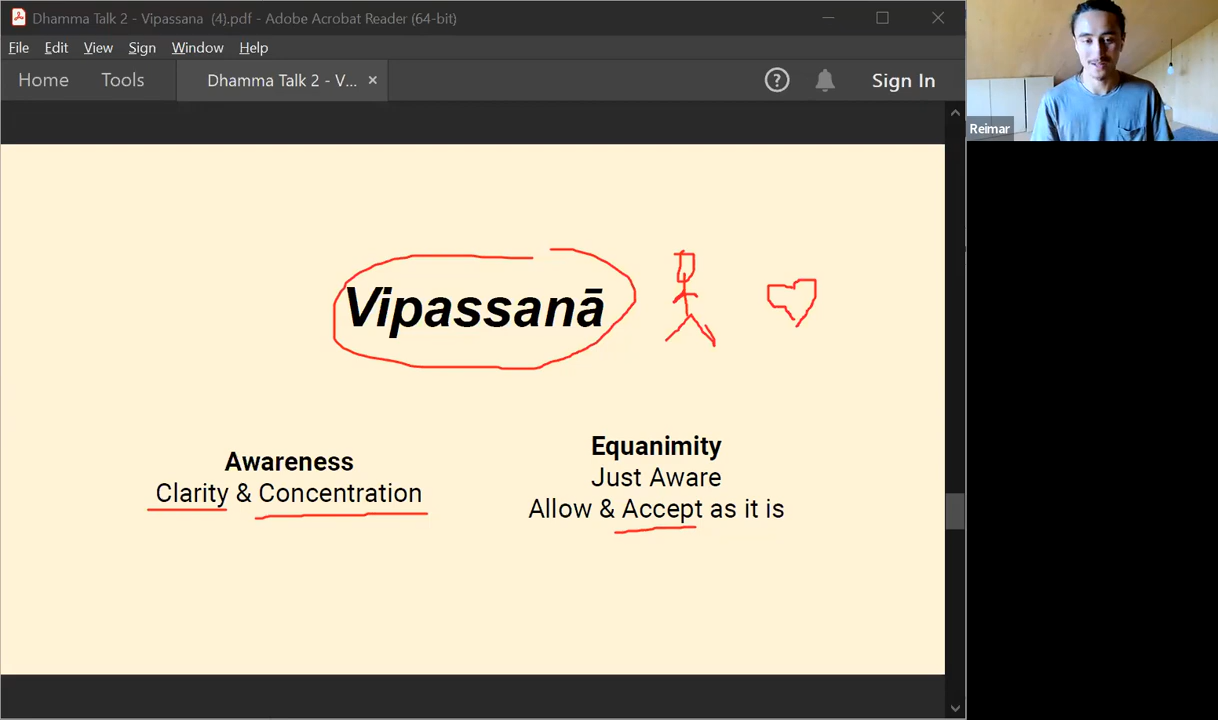 Dhamma Talk 2 - Vipassana (4).pdf - Adobe Acrobat Reader (64-bit)
File Edit View Sign Window Help
Home Tools Dhamma Talk 2 - V... × ? Sign In
Reimar
Vipassanā
Awareness
Clarity & Concentration
Equanimity
Just Aware
Allow & Accept as it is